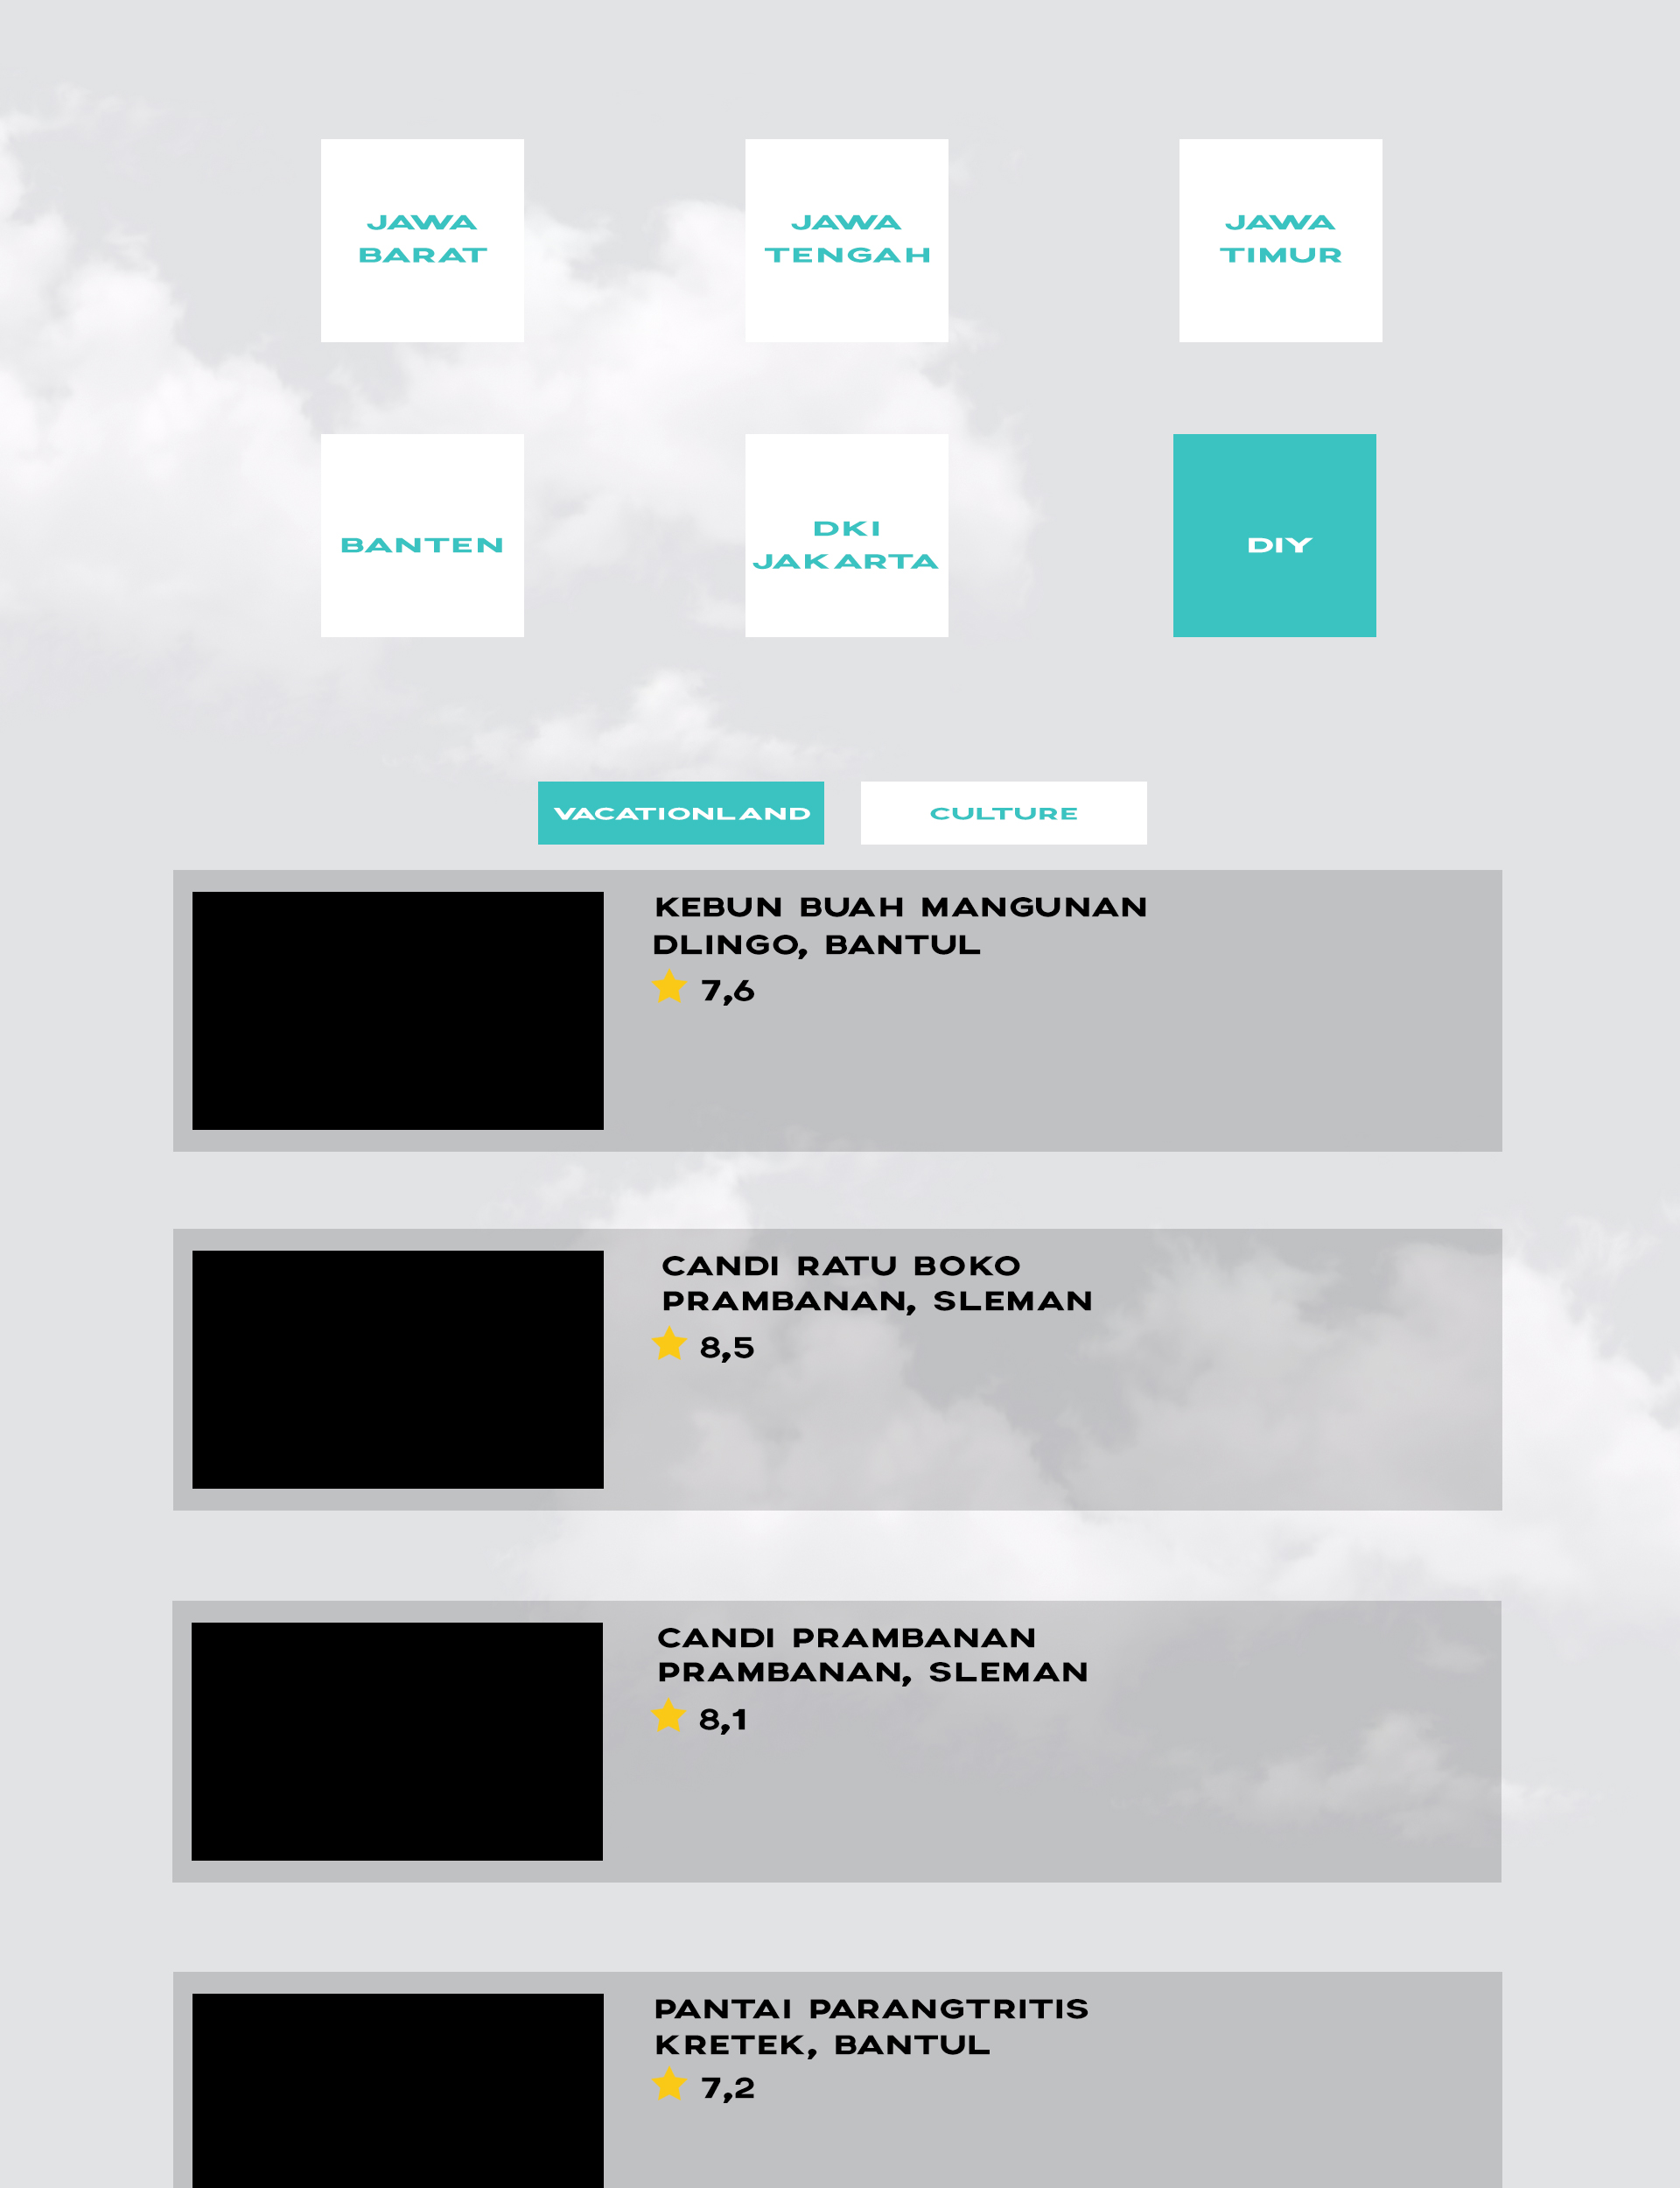 JAWA
BARAT
JAWA
TENGAH
JAWA
TIMUR
BANTEN
DKI
JAKARTA
DIY
VACATIONLAND
CULTURE
KEBUN BUAH MANGUNAN
DLINGO, BANTUL
7,6
CANDI RATU BOKO
PRAMBANAN, SLEMAN
8,5
CANDI PRAMBANAN
PRAMBANAN, SLEMAN
8,1
PANTAI PARANGTRITIS
KRETEK, BANTUL
7,2